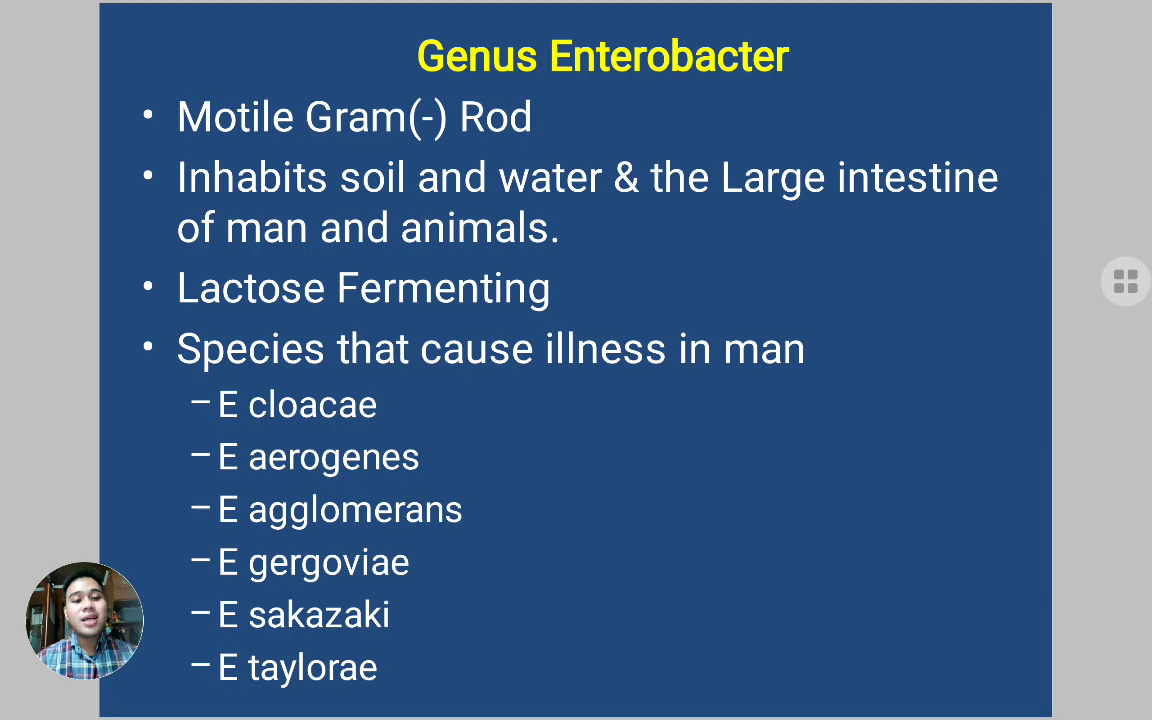 Genus Enterobacter
• Motile Gram(-) Rod
• Inhabits soil and water & the Large intestine
of man and animals.
• Lactose Fermenting
• Species that cause illness in man
– E cloacae
– E aerogenes
– E agglomerans
– E gergoviae
– E sakazaki
– E taylorae